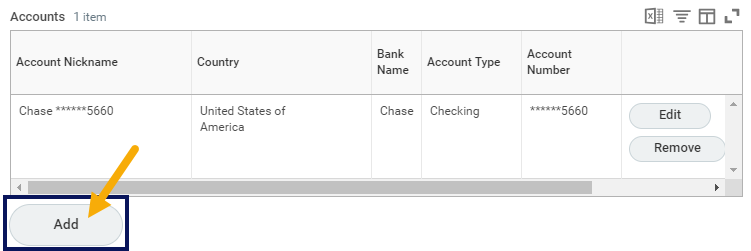 Accounts 1 item
Account Nickname Country Bank Name Account Type Account Number
Chase ******5660 United States of America Chase Checking ******5660
Edit
Remove
Add